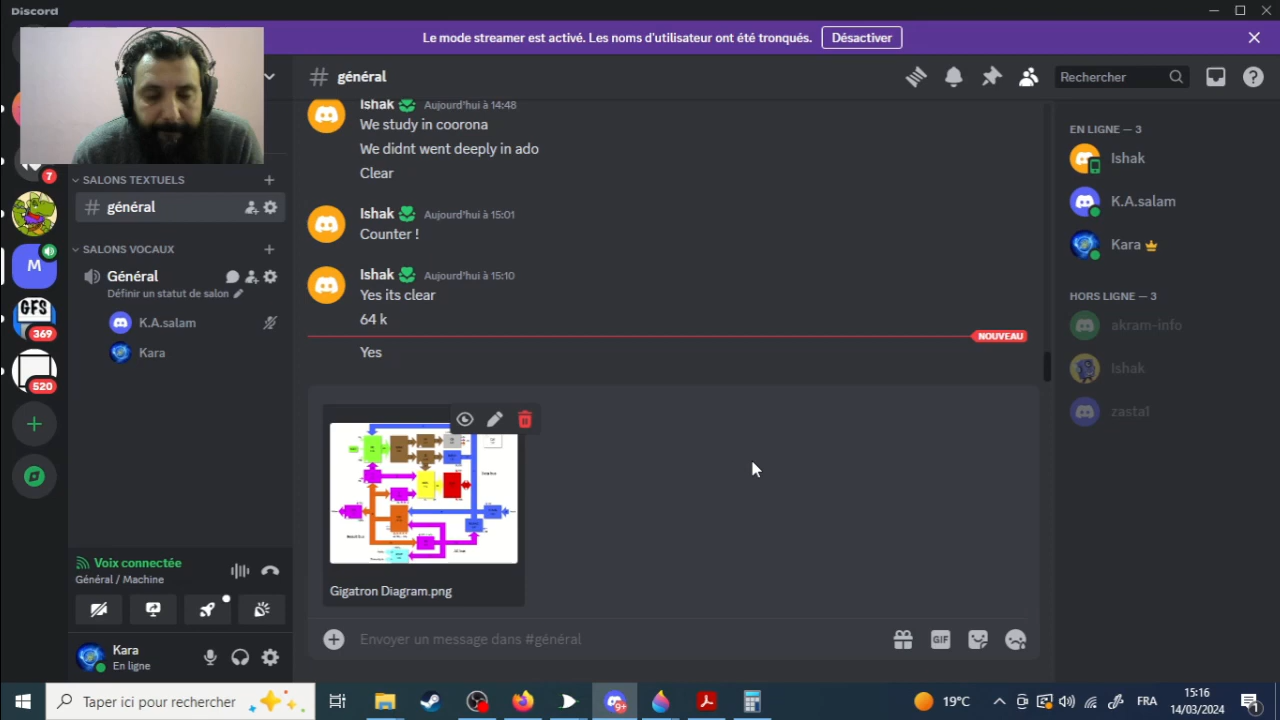 Discord
Le mode streamer est activé. Les noms d'utilisateur ont été tronqués.
Désactiver
général
Rechercher
Ishak
Aujourd'hui à 14:48
We study in coorona
We didnt went deeply in ado
Clear
Ishak
Aujourd'hui à 15:01
Counter !
Ishak
Aujourd'hui à 15:10
Yes its clear
64 k
NOUVEAU
Yes
Gigatron Diagram.png
Envoyer un message dans #général
GIF
7
M
GFS
369
520
SALONS TEXTUELS
général
SALONS VOCAUX
Général
Définir un statut de salon
K.A.salam
Kara
Voix connectée
Général / Machine
Kara
En ligne
EN LIGNE — 3
Ishak
K.A.salam
Kara
HORS LIGNE — 3
akram-info
Ishak
zasta1
Taper ici pour rechercher
9+
19°C
FRA
15:16
14/03/2024
1